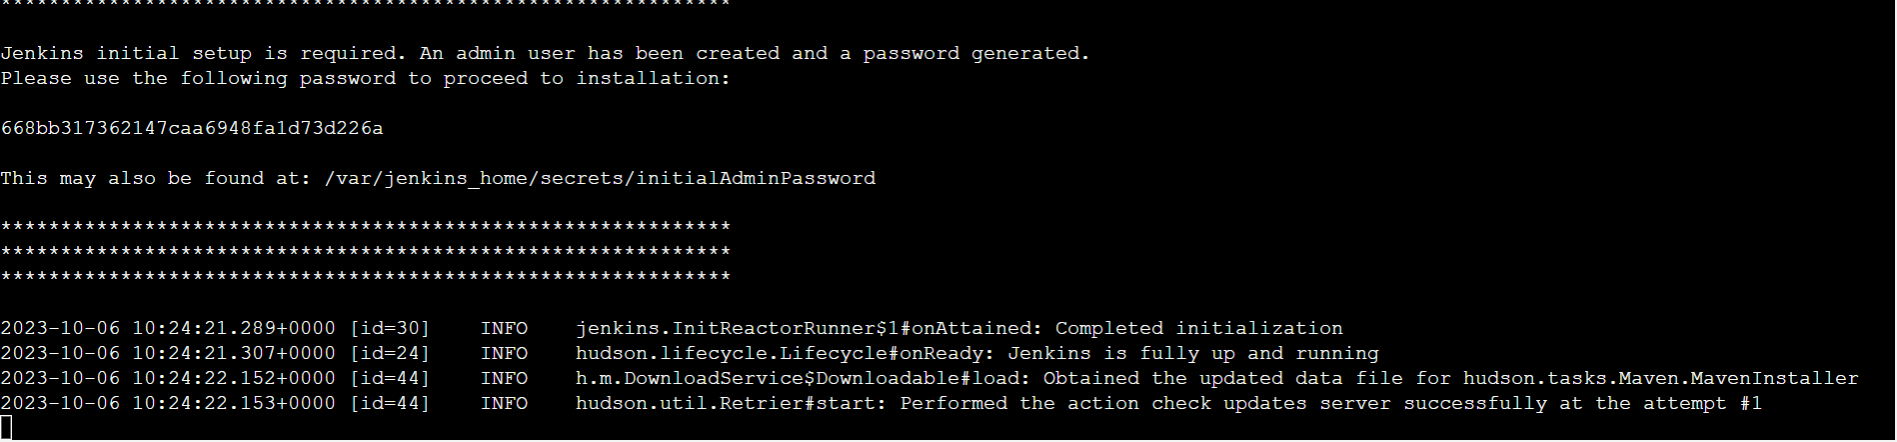 *************************************************************
Jenkins initial setup is required. An admin user has been created and a password generated.
Please use the following password to proceed to installation:
668bb317362147caa6948fa1d73d226a
This may also be found at: /var/jenkins_home/secrets/initialAdminPassword
*************************************************************
*************************************************************
*************************************************************
2023-10-06 10:24:21.289+0000 [id=30] INFO jenkins.InitReactorRunner$1#onAttained: Completed initialization
2023-10-06 10:24:21.307+0000 [id=24] INFO hudson.lifecycle.Lifecycle#onReady: Jenkins is fully up and running
2023-10-06 10:24:22.152+0000 [id=44] INFO h.m.DownloadService$Downloadable#load: Obtained the updated data file for hudson.tasks.Maven.MavenInstaller
2023-10-06 10:24:22.153+0000 [id=44] INFO hudson.util.Retrier#start: Performed the action check updates server successfully at the attempt #1